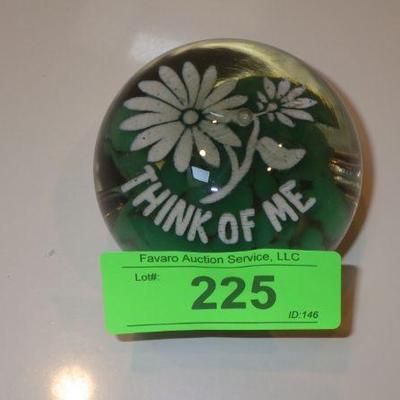 THINK OF ME
Favaro Auction Service, LLC
Lot#:
225
ID:146